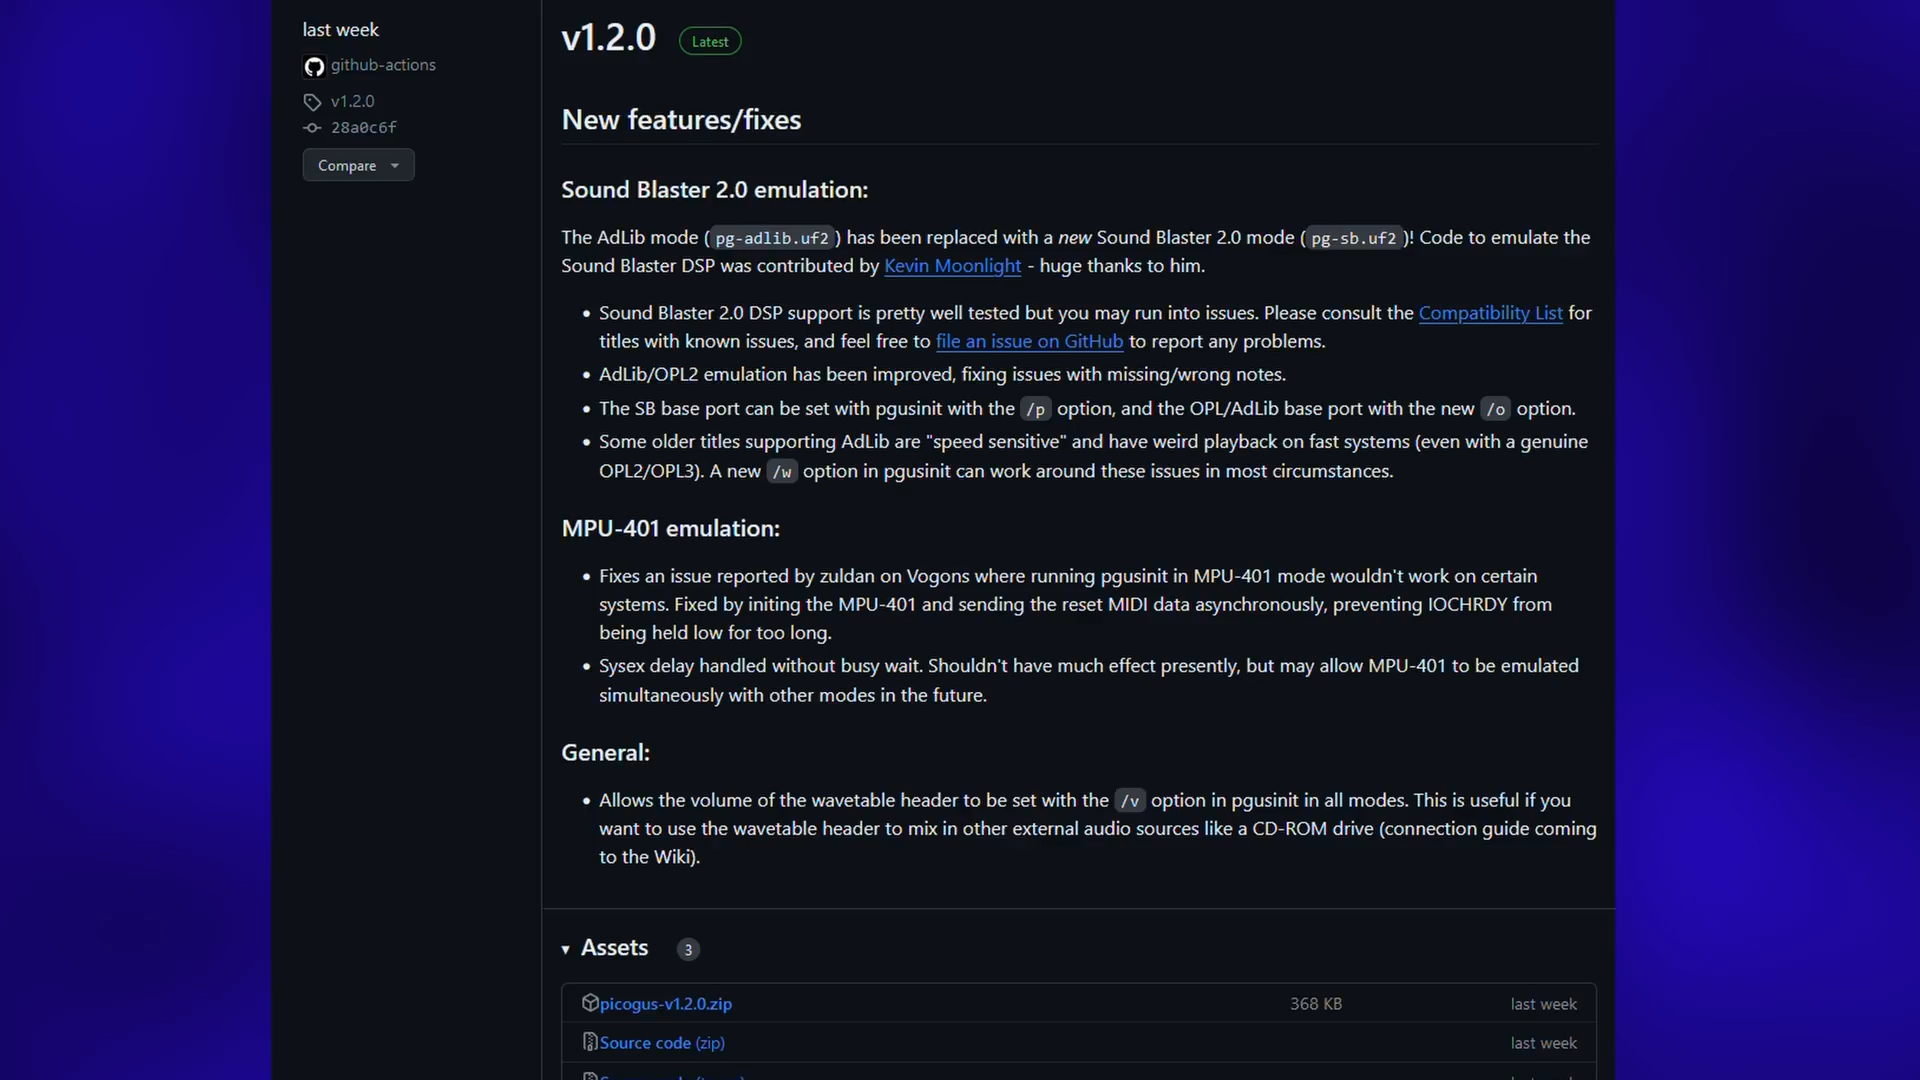 last week
github-actions
v1.2.0
28a0c6f
Compare
v1.2.0 Latest
New features/fixes
Sound Blaster 2.0 emulation:
The AdLib mode (pg-adlib.uf2) has been replaced with a new Sound Blaster 2.0 mode (pg-sb.uf2)! Code to emulate the
Sound Blaster DSP was contributed by Kevin Moonlight - huge thanks to him.
• Sound Blaster 2.0 DSP support is pretty well tested but you may run into issues. Please consult the Compatibility List for
titles with known issues, and feel free to file an issue on GitHub to report any problems.
• AdLib/OPL2 emulation has been improved, fixing issues with missing/wrong notes.
• The SB base port can be set with pgusinit with the /p option, and the OPL/AdLib base port with the new /o option.
• Some older titles supporting AdLib are "speed sensitive" and have weird playback on fast systems (even with a genuine
OPL2/OPL3). A new /w option in pgusinit can work around these issues in most circumstances.
MPU-401 emulation:
• Fixes an issue reported by zuldan on Vogons where running pgusinit in MPU-401 mode wouldn't work on certain
systems. Fixed by initing the MPU-401 and sending the reset MIDI data asynchronously, preventing IOCHRDY from
being held low for too long.
• Sysex delay handled without busy wait. Shouldn't have much effect presently, but may allow MPU-401 to be emulated
simultaneously with other modes in the future.
General:
• Allows the volume of the wavetable header to be set with the /v option in pgusinit in all modes. This is useful if you
want to use the wavetable header to mix in other external audio sources like a CD-ROM drive (connection guide coming
to the Wiki).
Assets 3
picogus-v1.2.0.zip 368 KB last week
Source code (zip) last week